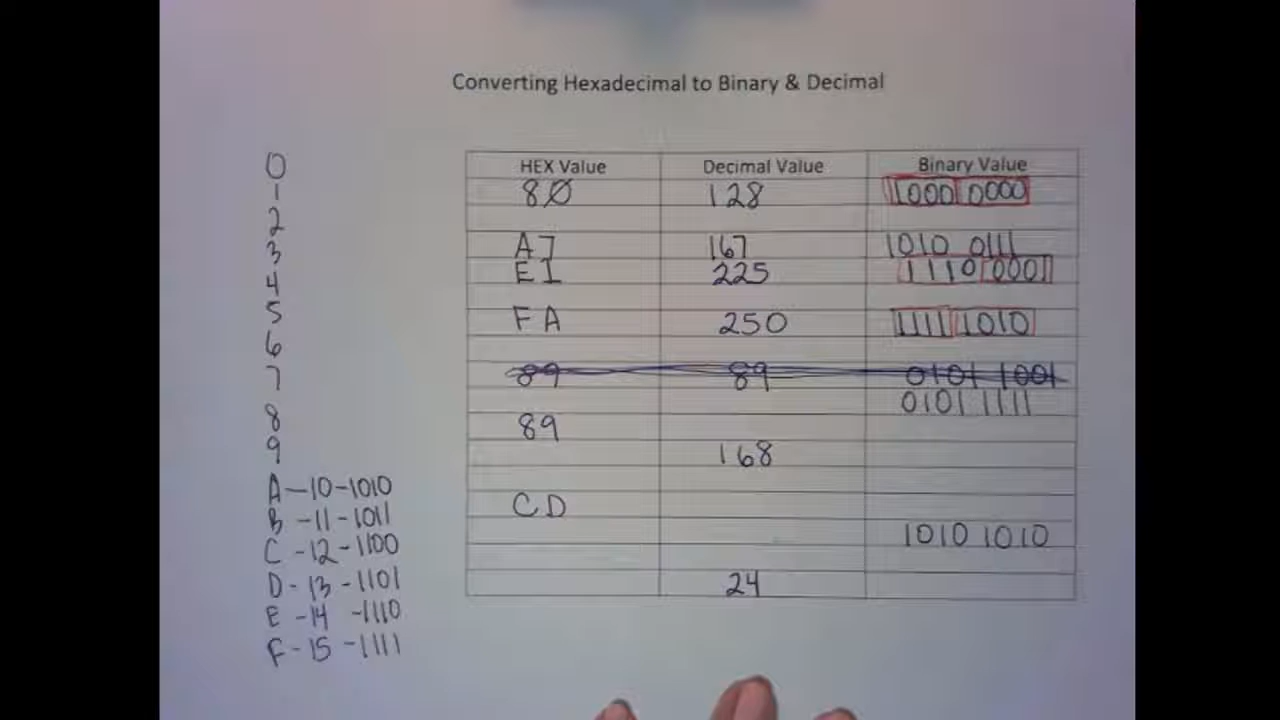 Converting Hexadecimal to Binary & Decimal
0
1
2
3
4
5
6
7
8
9
A—10-1010
B -11-1011
C -12-1100
D- 13-1101
E -14 -1110
F-15-1111
HEX Value Decimal Value Binary Value
80 128 1000 0000
A7 167 1010 0111
E1 225 1110 0001
FA 250 1111 1010
89 89 0101 1001
0101 1111
89
168
CD
1010 1010
24